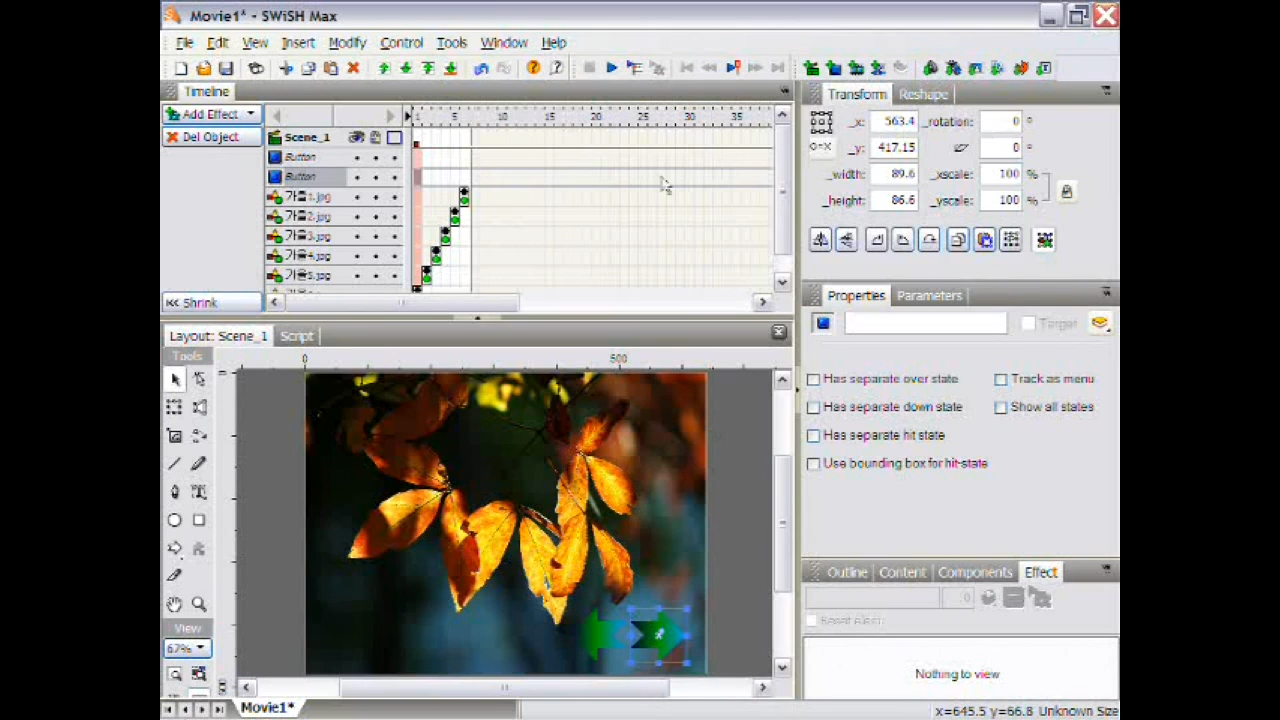 Movie1* - SWiSH Max
File Edit View Insert Modify Control Tools Window Help
Timeline
Add Effect
Del Object
Shrink
Scene_1
5 10 15 20 25 30 35
Button
Button
가을1.jpg
가을2.jpg
가을3.jpg
가을4.jpg
가을5.jpg
Layout: Scene_1 Script
Tools
0 500
View
67%
Movie1*
Transform Reshape
_x: 563.4 _rotation: 0 °
_y: 417.15 0 °
_width: 89.6 _xscale: 100 %
_height: 86.6 _yscale: 100 %
Properties Parameters
Target
Has separate over state Track as menu
Has separate down state Show all states
Has separate hit state
Use bounding box for hit-state
Outline Content Components Effect
0
Nothing to view
x=645.5 y=66.8 Unknown Size